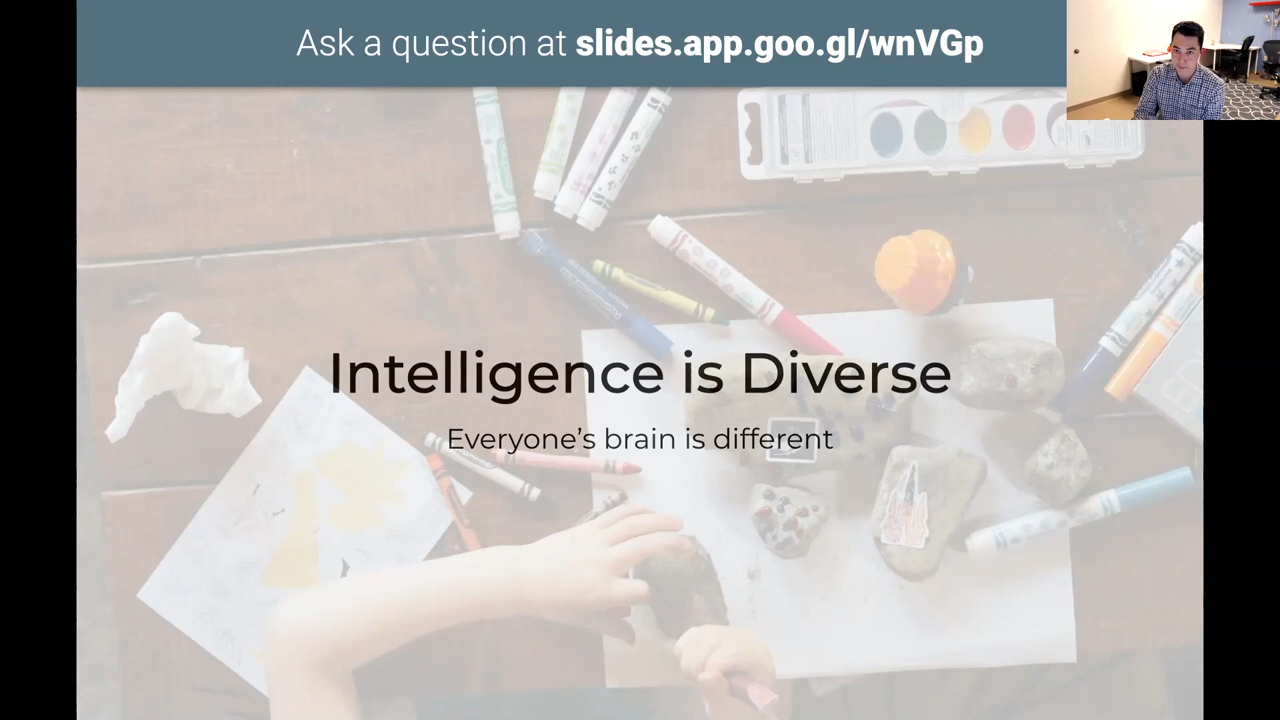 Ask a question at slides.app.goo.gl/wnVGp
Intelligence is Diverse
Everyone’s brain is different